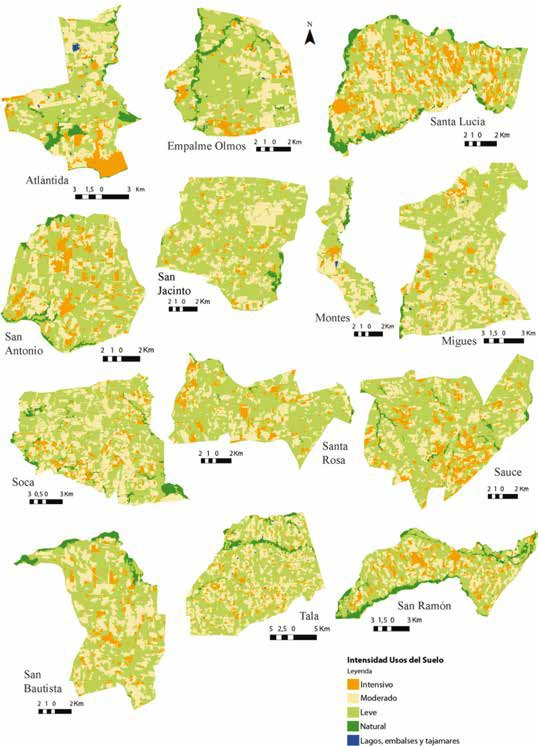 N
Atlántida
3 1,5 0 3 Km
Empalme Olmos
2 1 0 2 Km
Santa Lucia
2 1 0 2 Km
San
Antonio
2 1 0 2 Km
San
Jacinto
2 1 0 2 Km
Montes
2 1 0 2 Km
Migues
3 1,5 0 3 Km
Soca
3 0,5 0 3 Km
Santa
Rosa
2 1 0 2 Km
Sauce
2 1 0 2 Km
San
Bautista
2 1 0 2 Km
Tala
5 2,5 0 5 Km
San Ramón
3 1,5 0 3 Km
Intensidad Usos del Suelo
Leyenda
Intensivo
Moderado
Leve
Natural
Lagos, embalses y tajamares